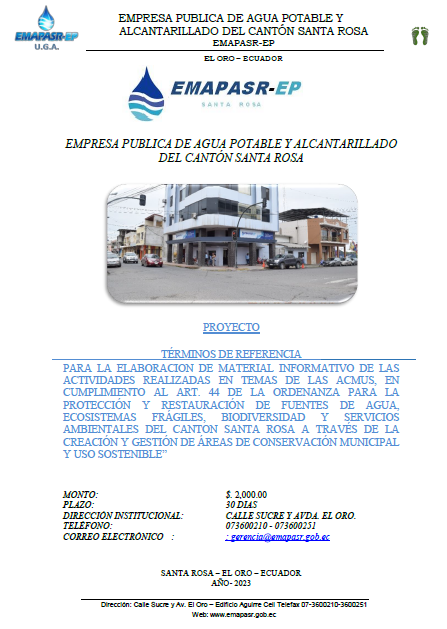 EMAPASR-EP
U.G.A.
EMPRESA PUBLICA DE AGUA POTABLE Y
ALCANTARILLADO DEL CANTÓN SANTA ROSA
EMAPASR-EP
EL ORO – ECUADOR
EMAPASR-EP
SANTA ROSA
EMPRESA PUBLICA DE AGUA POTABLE Y ALCANTARILLADO
DEL CANTÓN SANTA ROSA
PROYECTO
TÉRMINOS DE REFERENCIA
PARA LA ELABORACION DE MATERIAL INFORMATIVO DE LAS
ACTIVIDADES REALIZADAS EN TEMAS DE LAS ACMUS, EN
CUMPLIMIENTO AL ART. 44 DE LA ORDENANZA PARA LA
PROTECCIÓN Y RESTAURACIÓN DE FUENTES DE AGUA,
ECOSISTEMAS FRÁGILES, BIODIVERSIDAD Y SERVICIOS
AMBIENTALES DEL CANTON SANTA ROSA A TRAVÉS DE LA
CREACIÓN Y GESTIÓN DE ÁREAS DE CONSERVACIÓN MUNICIPAL
Y USO SOSTENIBLE”
MONTO: $. 2,000.00
PLAZO: 30 DIAS
DIRECCIÓN INSTITUCIONAL: CALLE SUCRE Y AVDA. EL ORO.
TELÉFONO: 073600210 - 073600251
CORREO ELECTRÓNICO : : gerencia@emapasr.gob.ec
SANTA ROSA – EL ORO – ECUADOR
AÑO- 2023
Dirección: Calle Sucre y Av. El Oro – Edificio Aguirre Cell Telefax 07-3600210-3600251
Web: www.emapasr.gob.ec